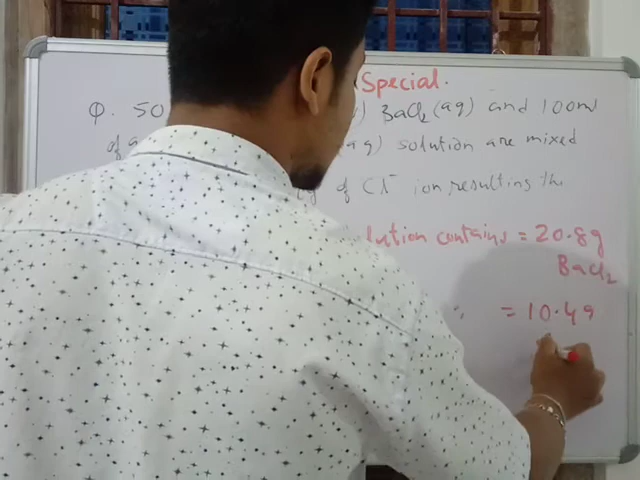 Special.
Q. 50 ) BaCl2 (aq) and 100ml
of aq) solution are mixed
of Cl- ion resulting the
lution contains = 20.8g
BaCl2
= 10.4g